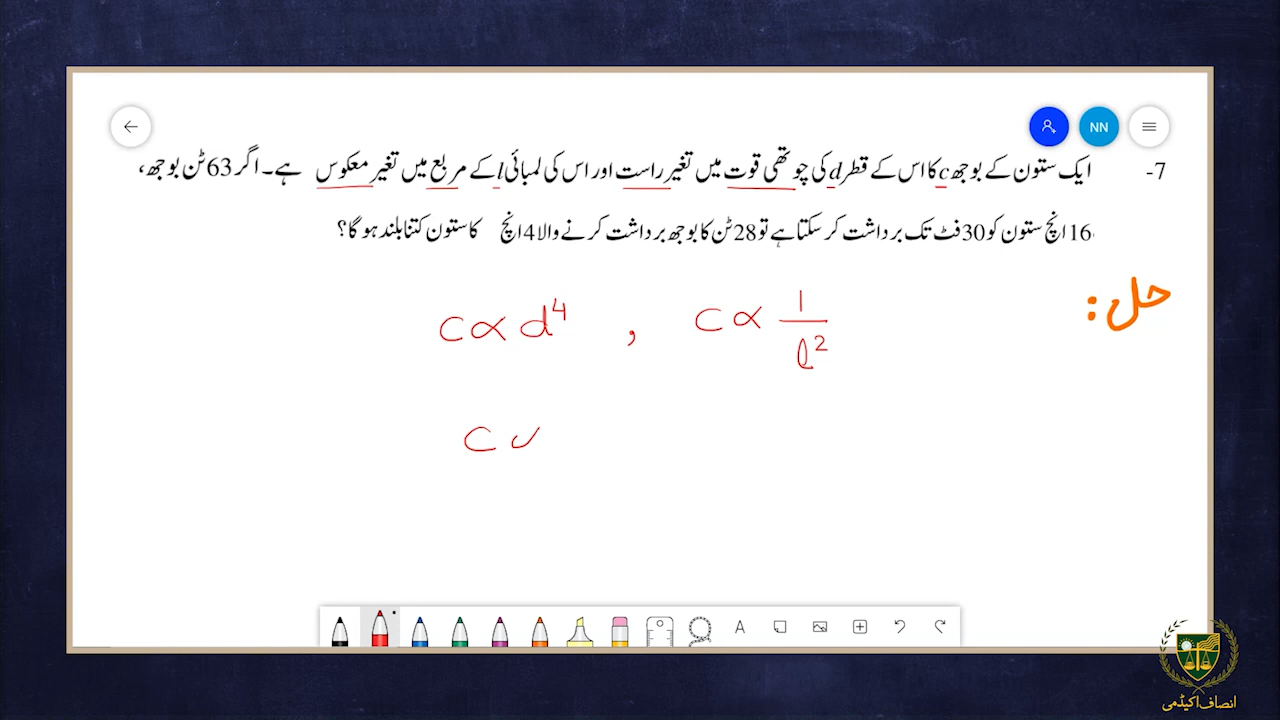 NN
7- ایک ستون کے بوجھ c کا اس کے قطر d کی چوتھی قوت میں تغیر راست اور اس کی لمبائی l کے مربع میں تغیر معکوس ہے۔ اگر 63 ٹن بوجھ،
16 انچ ستون کو 30 فٹ تک برداشت کر سکتا ہے تو 28 ٹن کا بوجھ برداشت کرنے والا 4 انچ کا ستون کتنا بلند ہو گا؟
حل:
c ∝ d⁴ , c ∝ 1/l²
c
A
انصاف اکیڈمی